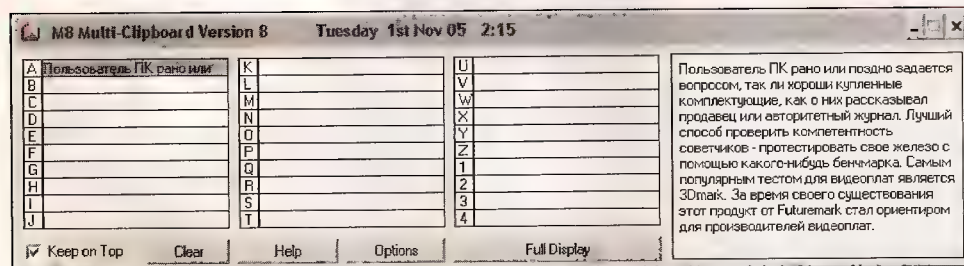 M8 Multi-Clipboard Version 8 Tuesday 1st Nov 05 2:15
A Пользователь ПК рано или K U
B L V
C M W
D N X
E O Y
F P Z
G Q 1
H R 2
I S 3
J T 4
Keep on Top Clear Help Options Full Display
Пользователь ПК рано или поздно задается
вопросом, так ли хороши купленные
комплектующие, как о них рассказывал
продавец или авторитетный журнал. Лучший
способ проверить компетентность
советчиков - протестировать свое железо с
помощью какого-нибудь бенчмарка. Самым
популярным тестом для видеоплат является
3Dmark. За время своего существования
этот продукт от Futuremark стал ориентиром
для производителей видеоплат.